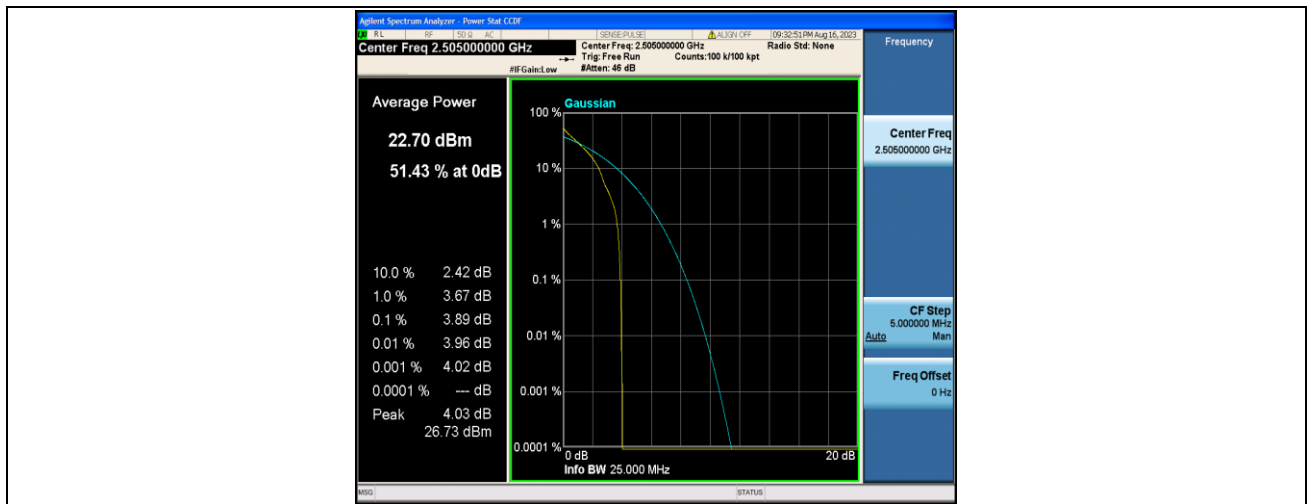 Agilent Spectrum Analyzer - Power Stat CCDF
RL RF 50 Ω AC SENSE:PULSE ALIGN OFF 09:32:51 PM Aug 16, 2023
Center Freq 2.505000000 GHz
Center Freq: 2.505000000 GHz Radio Std: None
Trig: Free Run Counts:100 k/100 kpt
#IFGain:Low #Atten: 46 dB
Frequency
Center Freq
2.505000000 GHz
CF Step
5.000000 MHz
Auto Man
Freq Offset
0 Hz
Average Power
22.70 dBm
51.43 % at 0dB
10.0 % 2.42 dB
1.0 % 3.67 dB
0.1 % 3.89 dB
0.01 % 3.96 dB
0.001 % 4.02 dB
0.0001 % --- dB
Peak 4.03 dB
26.73 dBm
Gaussian
100 %
10 %
1 %
0.1 %
0.01 %
0.001 %
0.0001 %
0 dB 20 dB
Info BW 25.000 MHz
MSG STATUS